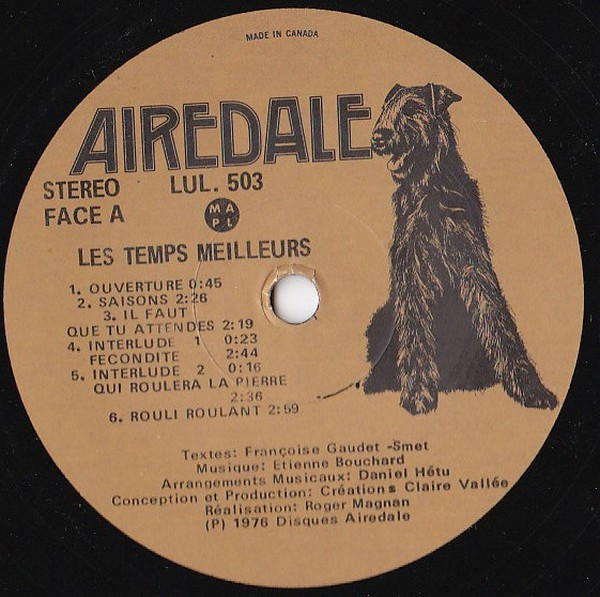 MADE IN CANADA
AIREDALE
STEREO LUL. 503
FACE A
M A
P L
LES TEMPS MEILLEURS
1. OUVERTURE 0:45
2. SAISONS 2:26
3. IL FAUT
QUE TU ATTENDES 2:19
4. INTERLUDE 1 0:23
FECONDITE 2:44
5. INTERLUDE 2 0:16
QUI ROULERA LA PIERRE
2:36
6. ROULI ROULANT 2:59
Textes: Françoise Gaudet -Smet
Musique: Etienne Bouchard
Arrangements Musicaux: Daniel Hétu
Conception et Production: Créations Claire Vallée
Réalisation: Roger Magnan
(P) 1976 Disques Airedale